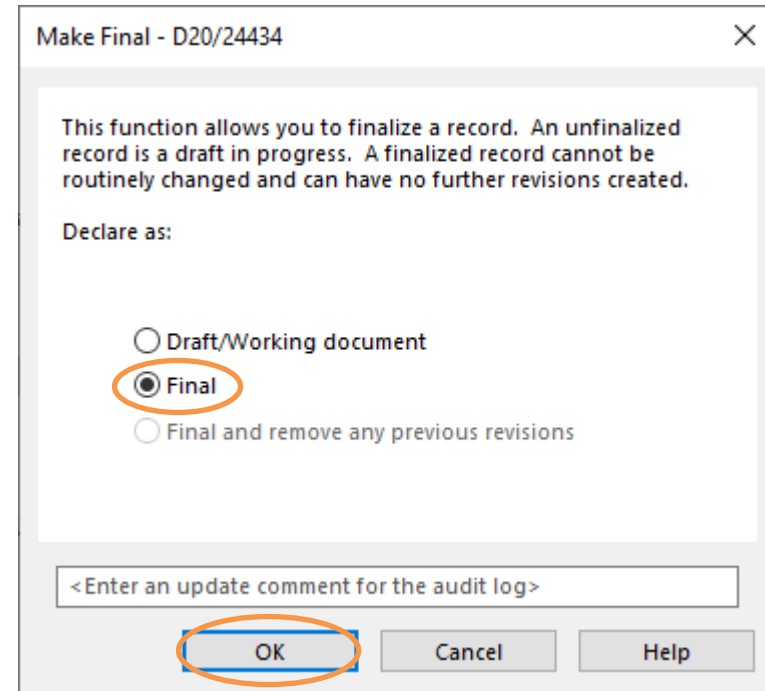 Make Final - D20/24434
This function allows you to finalize a record. An unfinalized
record is a draft in progress. A finalized record cannot be
routinely changed and can have no further revisions created.
Declare as:
Draft/Working document
Final
Final and remove any previous revisions
<Enter an update comment for the audit log>
OK Cancel Help